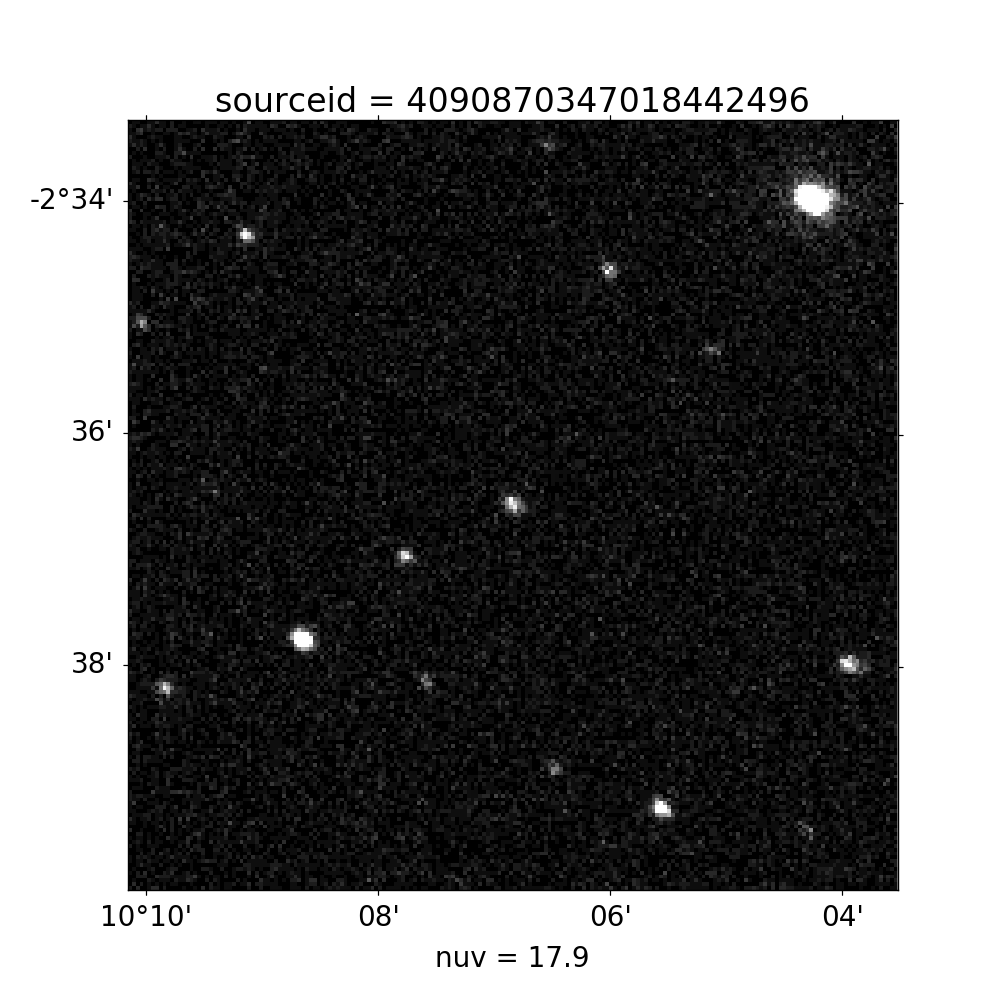 sourceid = 4090870347018442496
-2°34'
36'
38'
10°10' 08' 06' 04'
nuv = 17.9